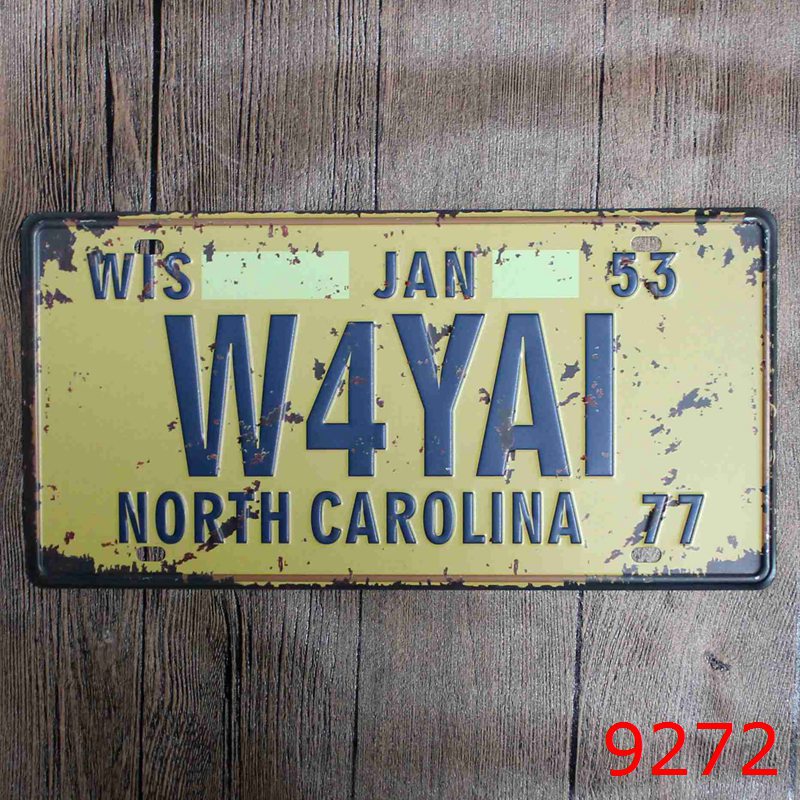 WIS JAN 53
W4YAI
NORTH CAROLINA 77
9272